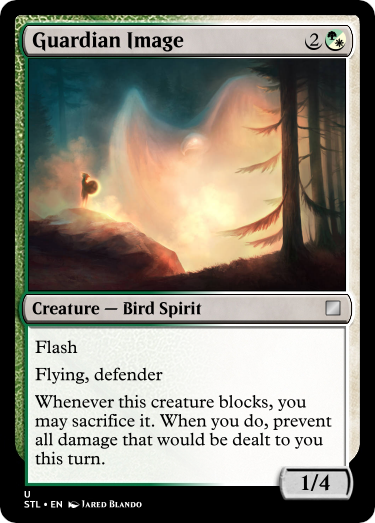 Guardian Image 2
Creature — Bird Spirit
Flash
Flying, defender
Whenever this creature blocks, you
may sacrifice it. When you do, prevent
all damage that would be dealt to you
this turn.
1/4
U
STL • EN Jared Blando